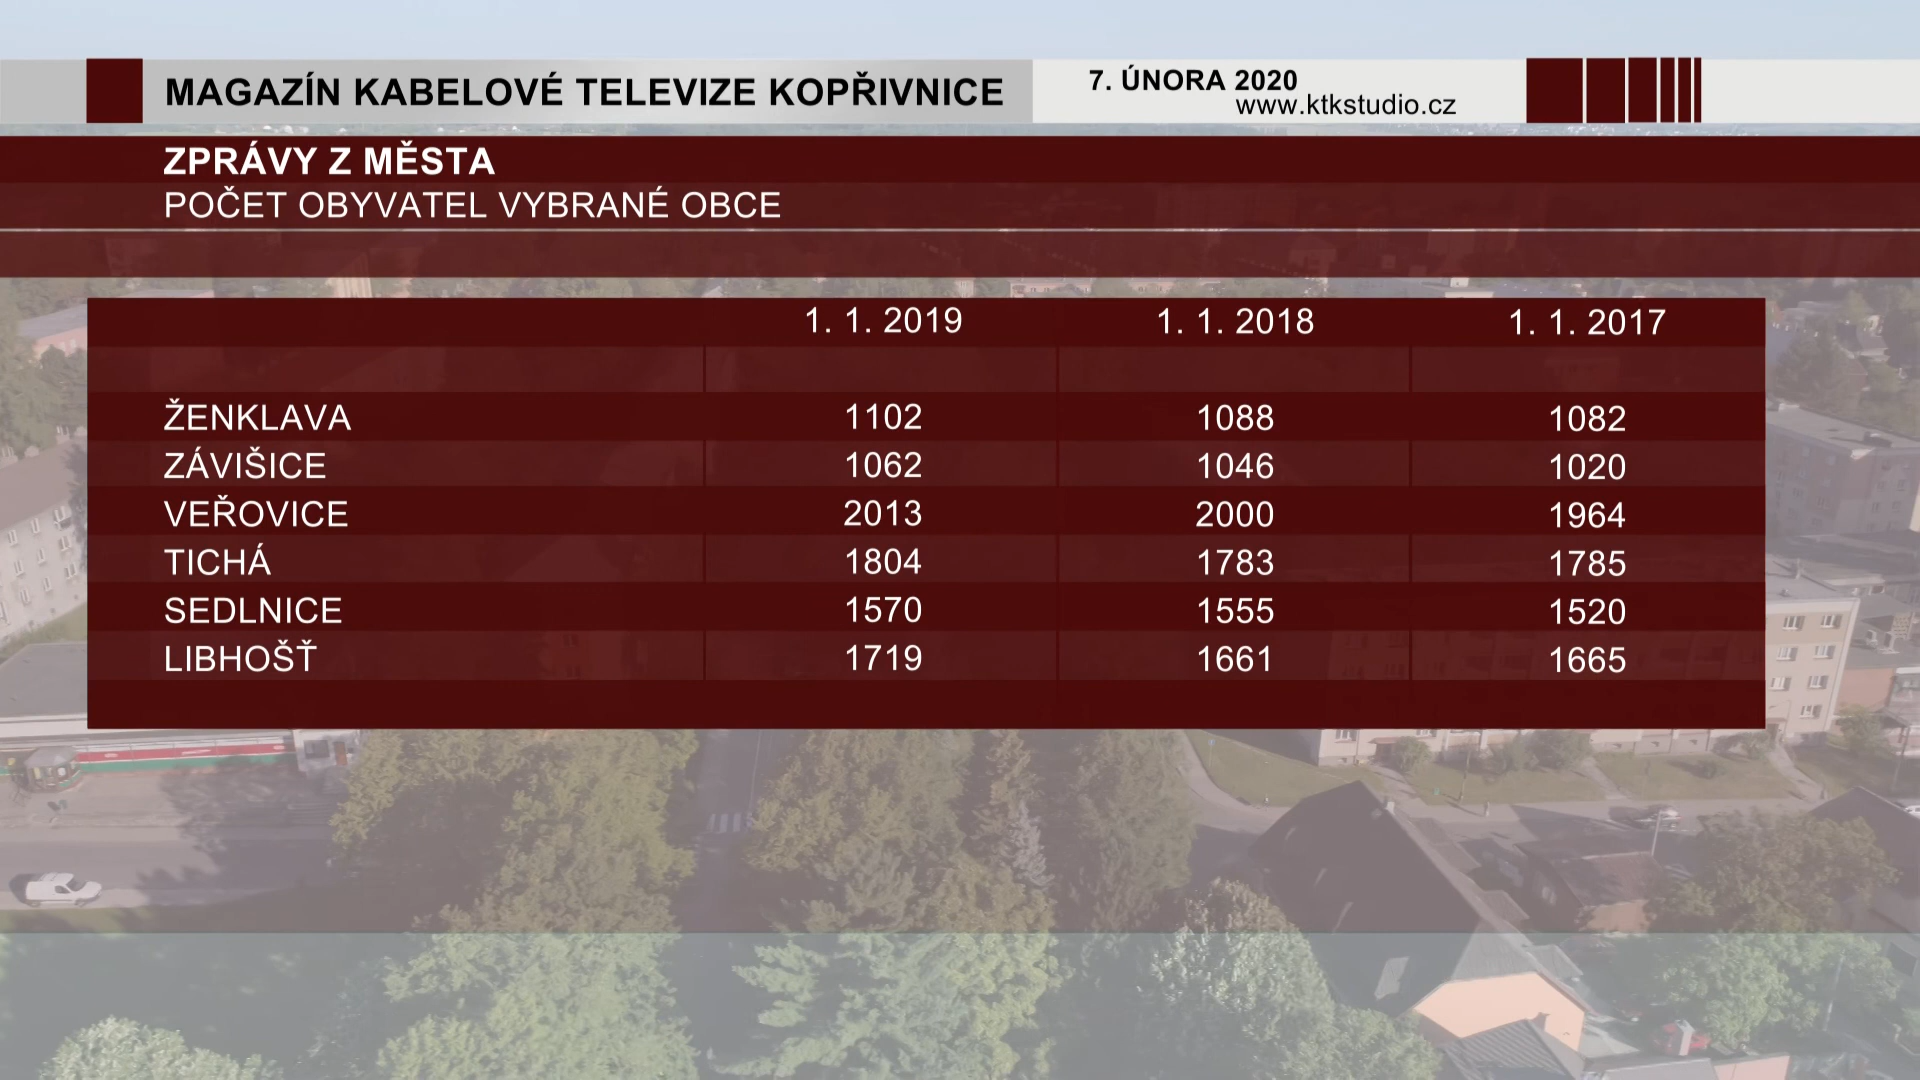 MAGAZÍN KABELOVÉ TELEVIZE KOPŘIVNICE
7. ÚNORA 2020
www.ktkstudio.cz
ZPRÁVY Z MĚSTA
POČET OBYVATEL VYBRANÉ OBCE
1. 1. 2019 1. 1. 2018 1. 1. 2017
ŽENKLAVA 1102 1088 1082
ZÁVIŠICE 1062 1046 1020
VEŘOVICE 2013 2000 1964
TICHÁ 1804 1783 1785
SEDLNICE 1570 1555 1520
LIBHOŠŤ 1719 1661 1665